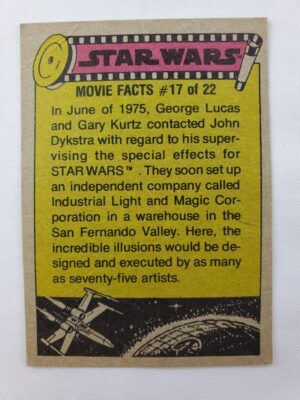 STAR WARS
MOVIE FACTS #17 of 22
In June of 1975, George Lucas
and Gary Kurtz contacted John
Dykstra with regard to his super-
vising the special effects for
STAR WARS™. They soon set up
an independent company called
Industrial Light and Magic Cor-
poration in a warehouse in the
San Fernando Valley. Here, the
incredible illusions would be de-
signed and executed by as many
as seventy-five artists.